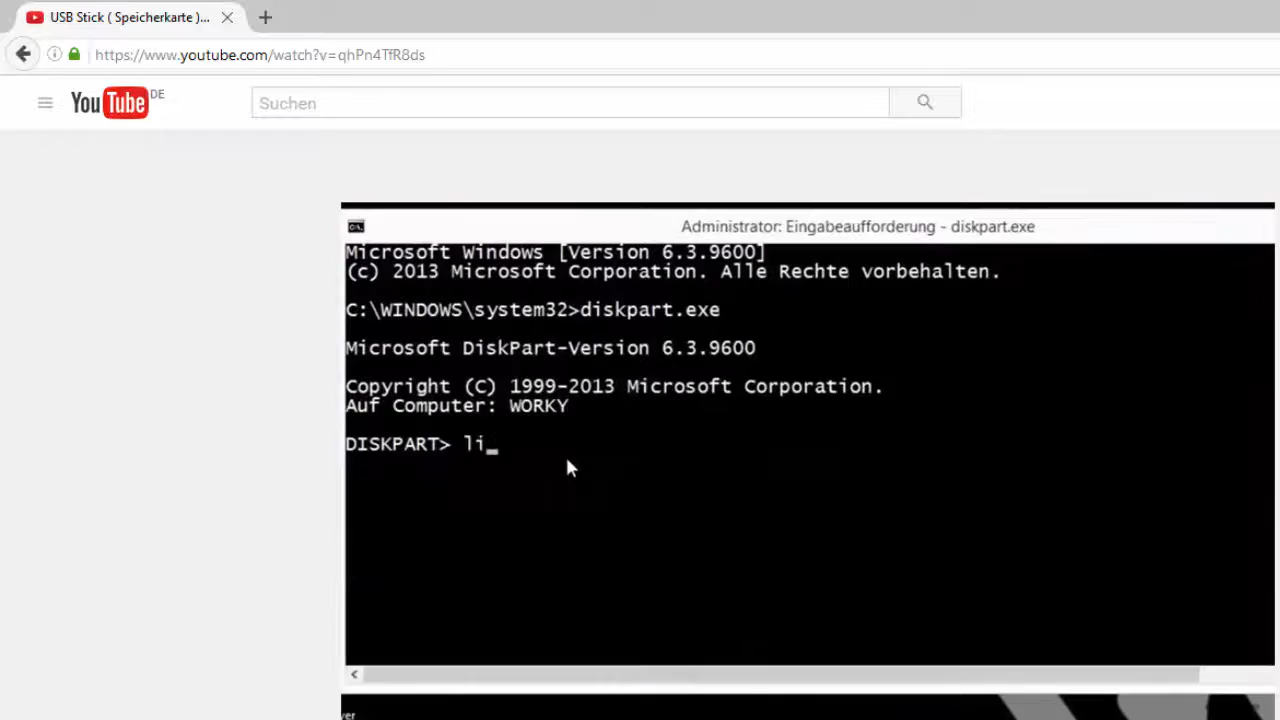 USB Stick ( Speicherkarte )...
https://www.youtube.com/watch?v=qhPn4TfR8ds
YouTube DE
Suchen
Administrator: Eingabeaufforderung - diskpart.exe
Microsoft Windows [Version 6.3.9600]
(c) 2013 Microsoft Corporation. Alle Rechte vorbehalten.
C:\WINDOWS\system32>diskpart.exe
Microsoft DiskPart-Version 6.3.9600
Copyright (C) 1999-2013 Microsoft Corporation.
Auf Computer: WORKY
DISKPART> li_